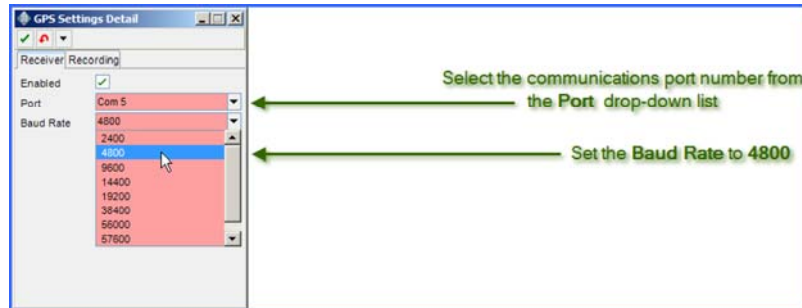 GPS Settings Detail
Receiver Recording
Enabled
Port Com 5
Baud Rate 4800
2400
4800
9600
14400
19200
38400
56000
57600
Select the communications port number from
the Port drop-down list
Set the Baud Rate to 4800